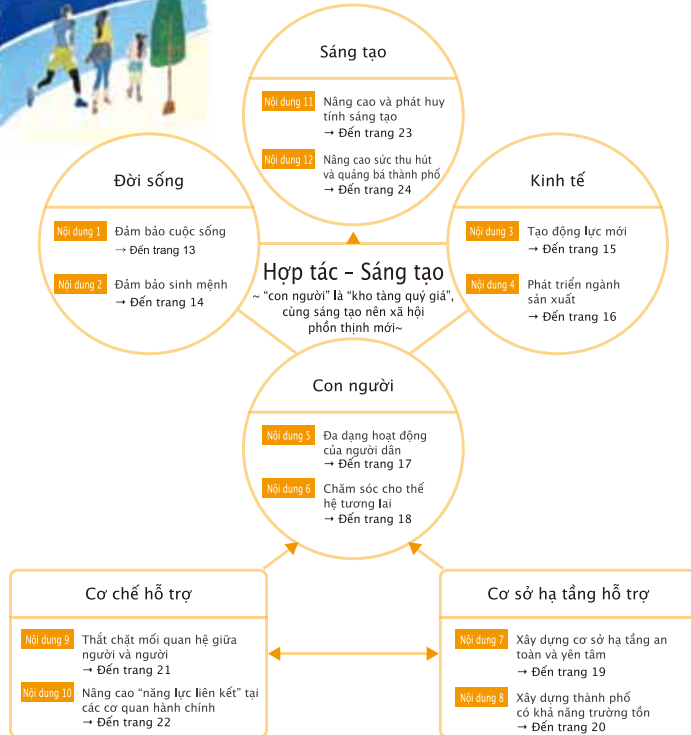 Sáng tạo
Nội dung 11 Nâng cao và phát huy
tính sáng tạo
→ Đến trang 23
Nội dung 12 Nâng cao sức thu hút
và quảng bá thành phố
→ Đến trang 24
Đời sống
Nội dung 1 Đảm bảo cuộc sống
→ Đến trang 13
Nội dung 2 Đảm bảo sinh mệnh
→ Đến trang 14
Kinh tế
Nội dung 3 Tạo động lực mới
→ Đến trang 15
Nội dung 4 Phát triển ngành
sản xuất
→ Đến trang 16
Hợp tác – Sáng tạo
~ “con người” là “kho tàng quý giá”,
cùng sáng tạo nên xã hội
phồn thịnh mới~
Con người
Nội dung 5 Đa dạng hoạt động
của người dân
→ Đến trang 17
Nội dung 6 Chăm sóc cho thế
hệ tương lai
→ Đến trang 18
Cơ chế hỗ trợ
Nội dung 9 Thắt chặt mối quan hệ giữa
người và người
→ Đến trang 21
Nội dung 10 Nâng cao “năng lực liên kết” tại
các cơ quan hành chính
→ Đến trang 22
Cơ sở hạ tầng hỗ trợ
Nội dung 7 Xây dựng cơ sở hạ tầng an
toàn và yên tâm
→ Đến trang 19
Nội dung 8 Xây dựng thành phố
có khả năng trường tồn
→ Đến trang 20